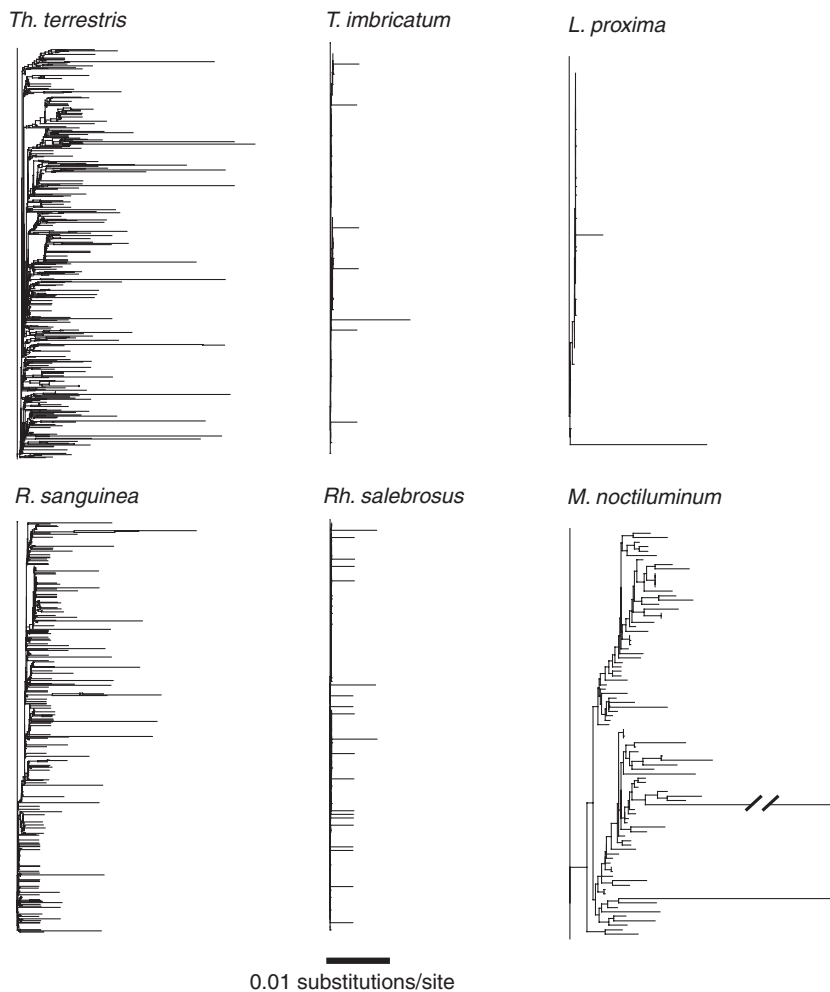 Th. terrestris
T. imbricatum
L. proxima
R. sanguinea
Rh. salebrosus
M. noctiluminum
0.01 substitutions/site